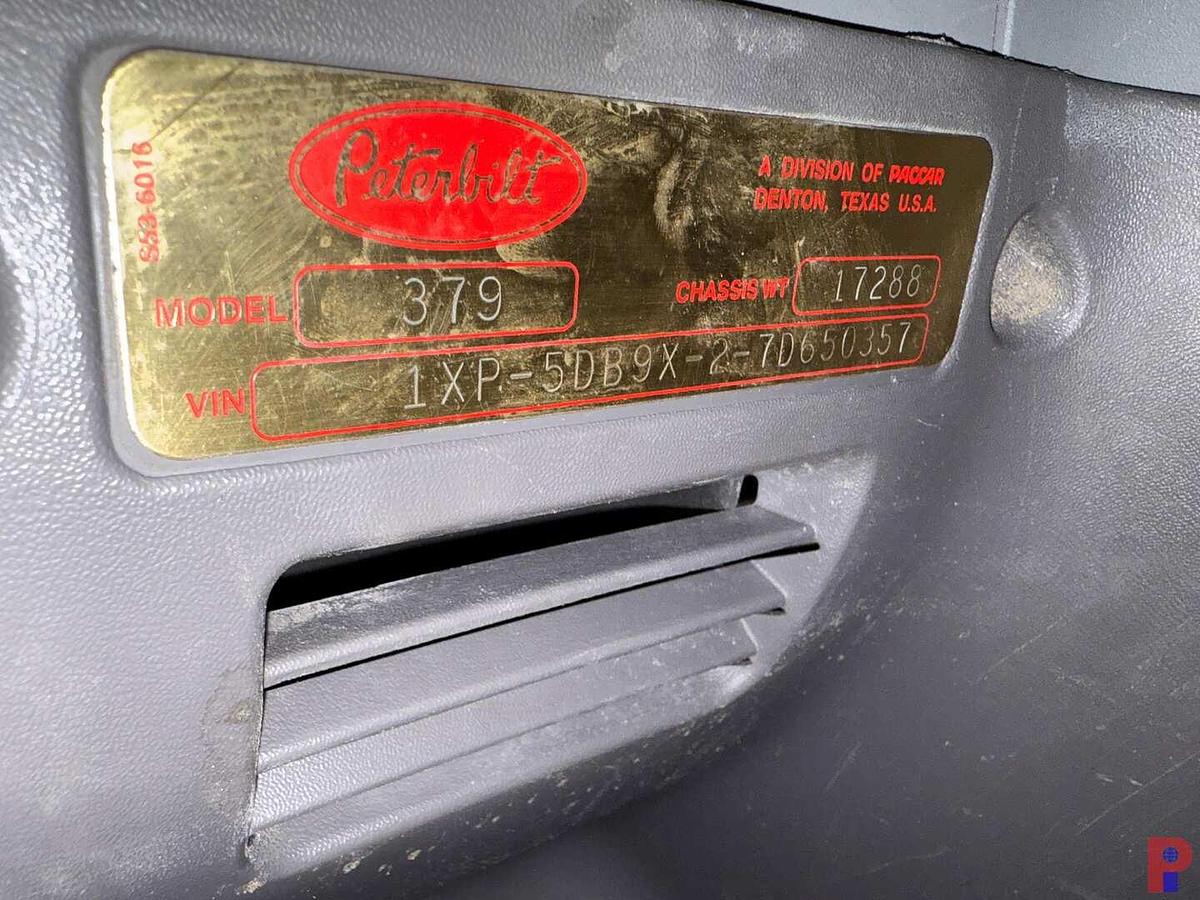 S53-6016
Peterbilt
A DIVISION OF PACCAR
DENTON, TEXAS U.S.A.
MODEL 379
CHASSIS WT 17288
VIN 1XP-5DB9X-2-7D650357